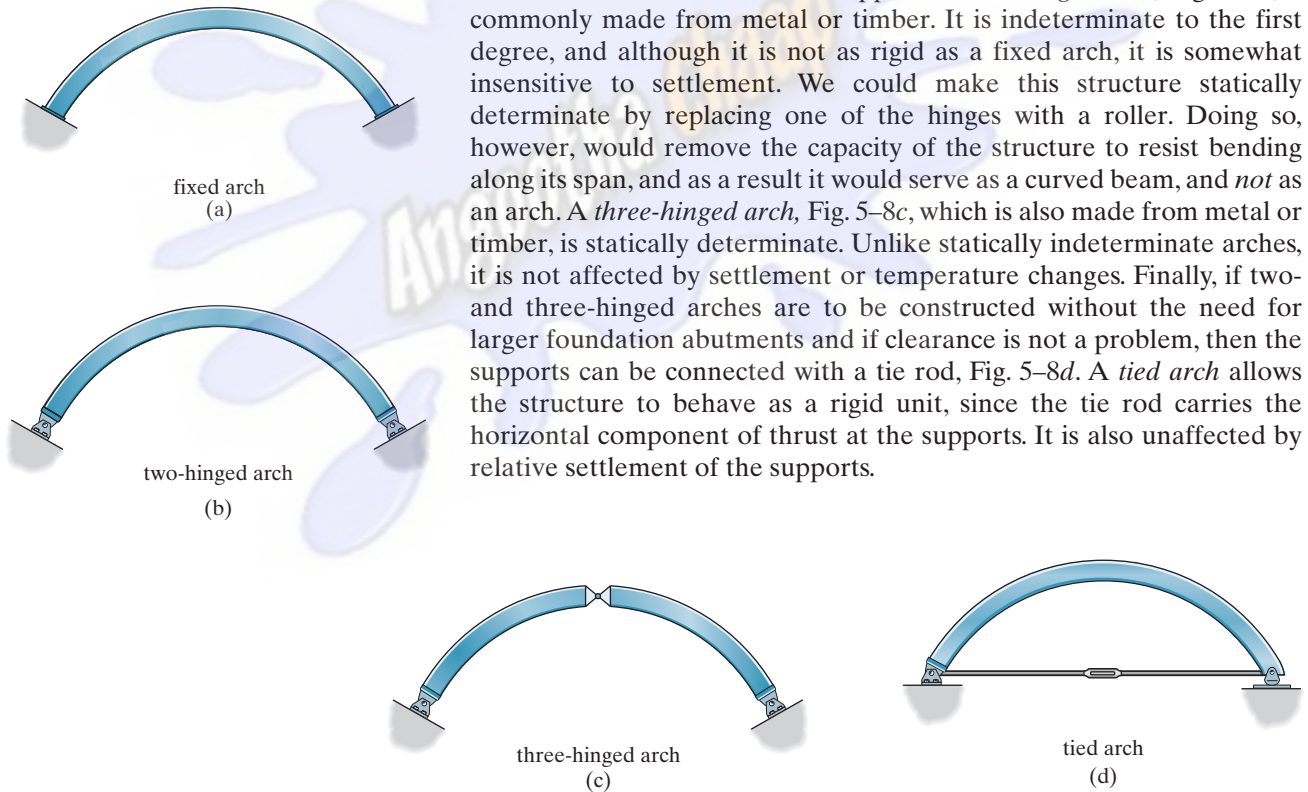 commonly made from metal or timber. It is indeterminate to the first
degree, and although it is not as rigid as a fixed arch, it is somewhat
insensitive to settlement. We could make this structure statically
determinate by replacing one of the hinges with a roller. Doing so,
however, would remove the capacity of the structure to resist bending
along its span, and as a result it would serve as a curved beam, and not as
an arch. A three-hinged arch, Fig. 5–8c, which is also made from metal or
timber, is statically determinate. Unlike statically indeterminate arches,
it is not affected by settlement or temperature changes. Finally, if two-
and three-hinged arches are to be constructed without the need for
larger foundation abutments and if clearance is not a problem, then the
supports can be connected with a tie rod, Fig. 5–8d. A tied arch allows
the structure to behave as a rigid unit, since the tie rod carries the
horizontal component of thrust at the supports. It is also unaffected by
relative settlement of the supports.
fixed arch
(a)
two-hinged arch
(b)
three-hinged arch
(c)
tied arch
(d)